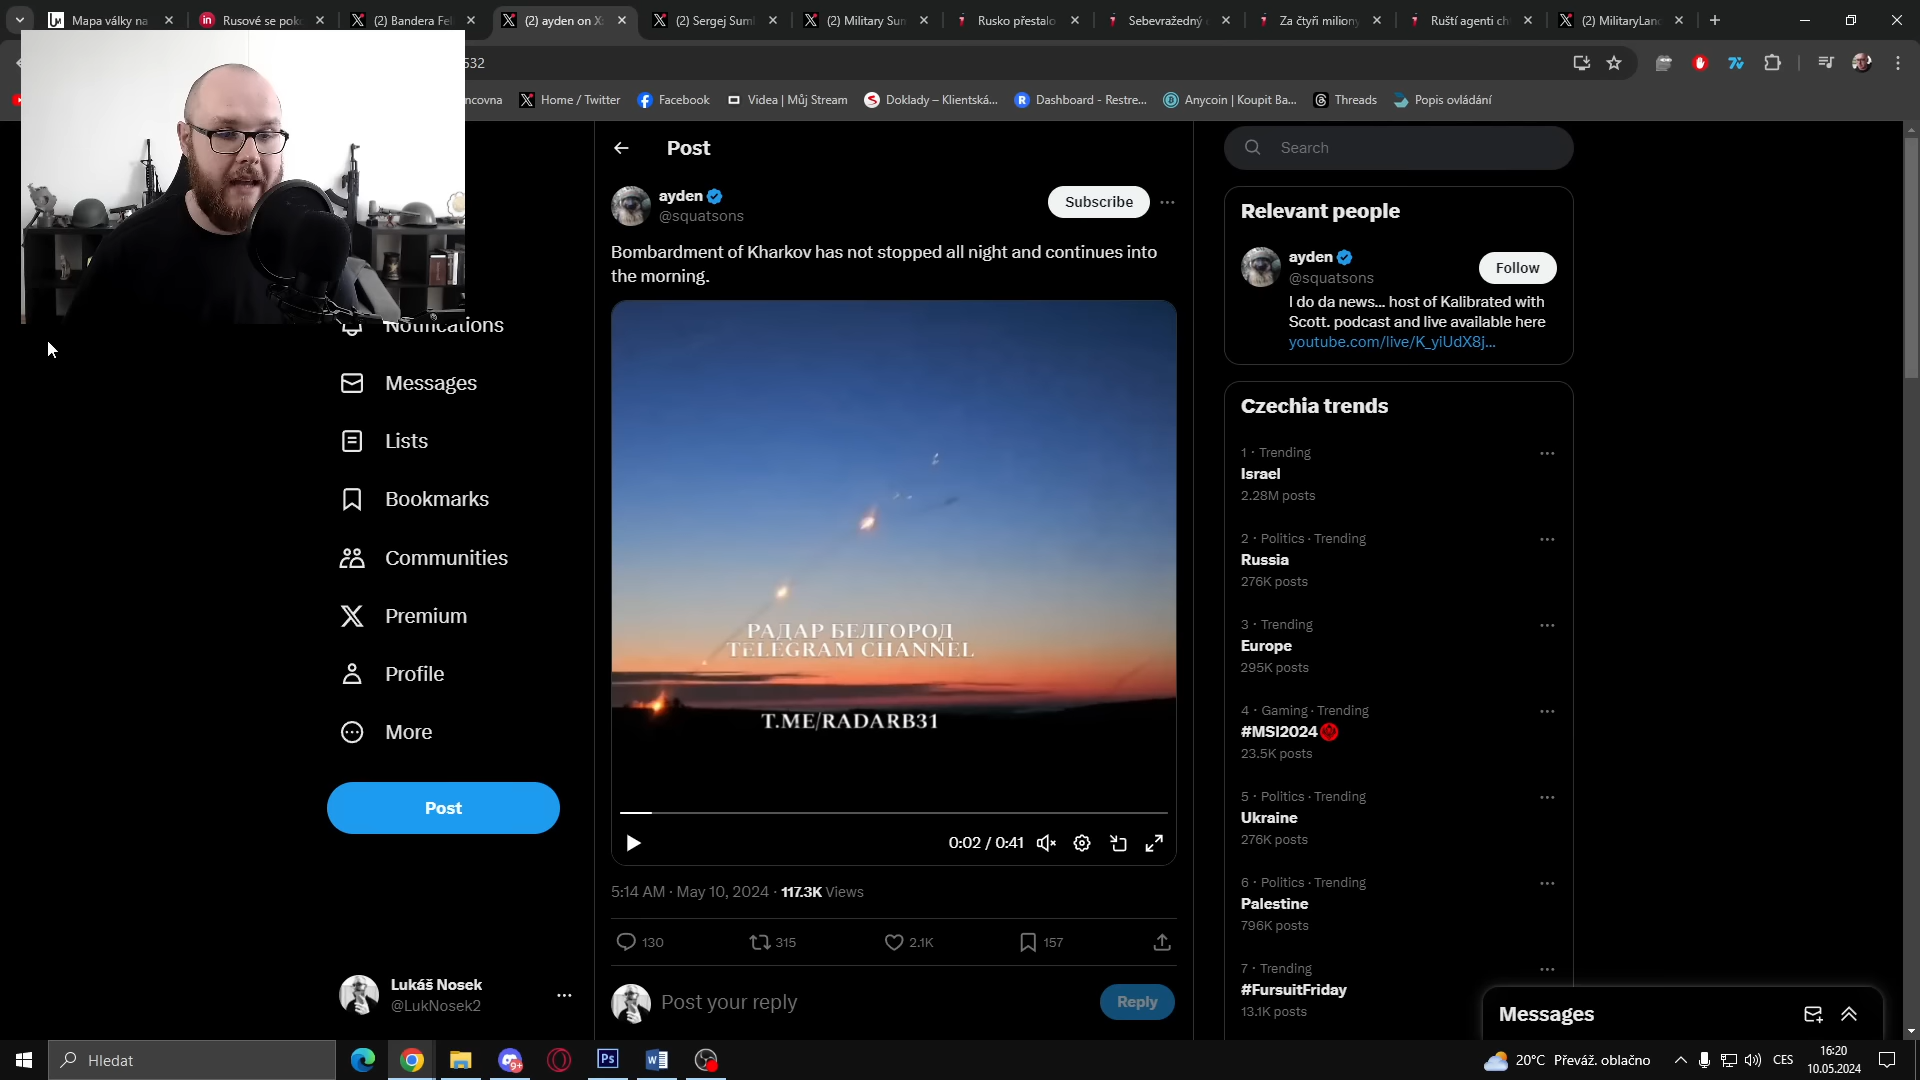 Mapa války na
Rusové se poko
(2) Bandera Fel
(2) ayden on X
(2) Sergej Suml
(2) Military Sum
Rusko přestalo
Sebevražedný
Za čtyři miliony
Ruští agenti ch
(2) MilitaryLan
532
ncovna
Home / Twitter
Facebook
Videa | Můj Stream
Doklady – Klientská...
Dashboard - Restre...
Anycoin | Koupit Ba...
Threads
Popis ovládání
Notifications
Messages
Lists
Bookmarks
Communities
Premium
Profile
More
Post
Lukáš Nosek
@LukNosek2
Post
ayden
@squatsons
Subscribe
Bombardment of Kharkov has not stopped all night and continues into
the morning.
РАДАР БЕЛГОРОД
TELEGRAM CHANNEL
T.ME/RADARB31
0:02 / 0:41
5:14 AM · May 10, 2024 · 117.3K Views
130
315
2.1K
157
Post your reply
Reply
Search
Relevant people
ayden
@squatsons
Follow
I do da news... host of Kalibrated with
Scott. podcast and live available here
youtube.com/live/K_yiUdX8j...
Czechia trends
1 · Trending
Israel
2.28M posts
2 · Politics · Trending
Russia
276K posts
3 · Trending
Europe
295K posts
4 · Gaming · Trending
#MSI2024
23.5K posts
5 · Politics · Trending
Ukraine
276K posts
6 · Politics · Trending
Palestine
796K posts
7 · Trending
#FursuitFriday
13.1K posts
Messages
Hledat
Ps
9+
20°C Převáž. oblačno
CES
16:20
10.05.2024